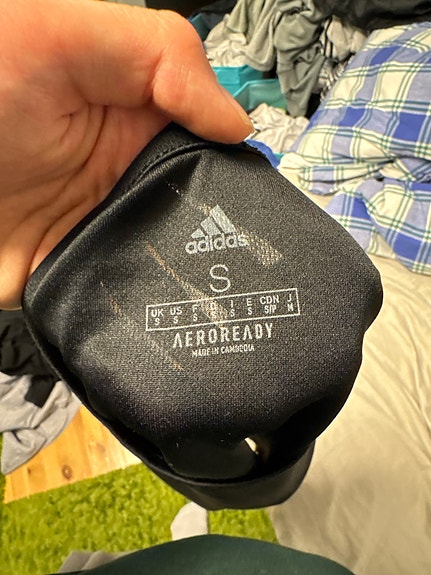 adidas
S
UK US F D I E CDN J
S S S S S S S/P M
AEROREADY
MADE IN CAMBODIA